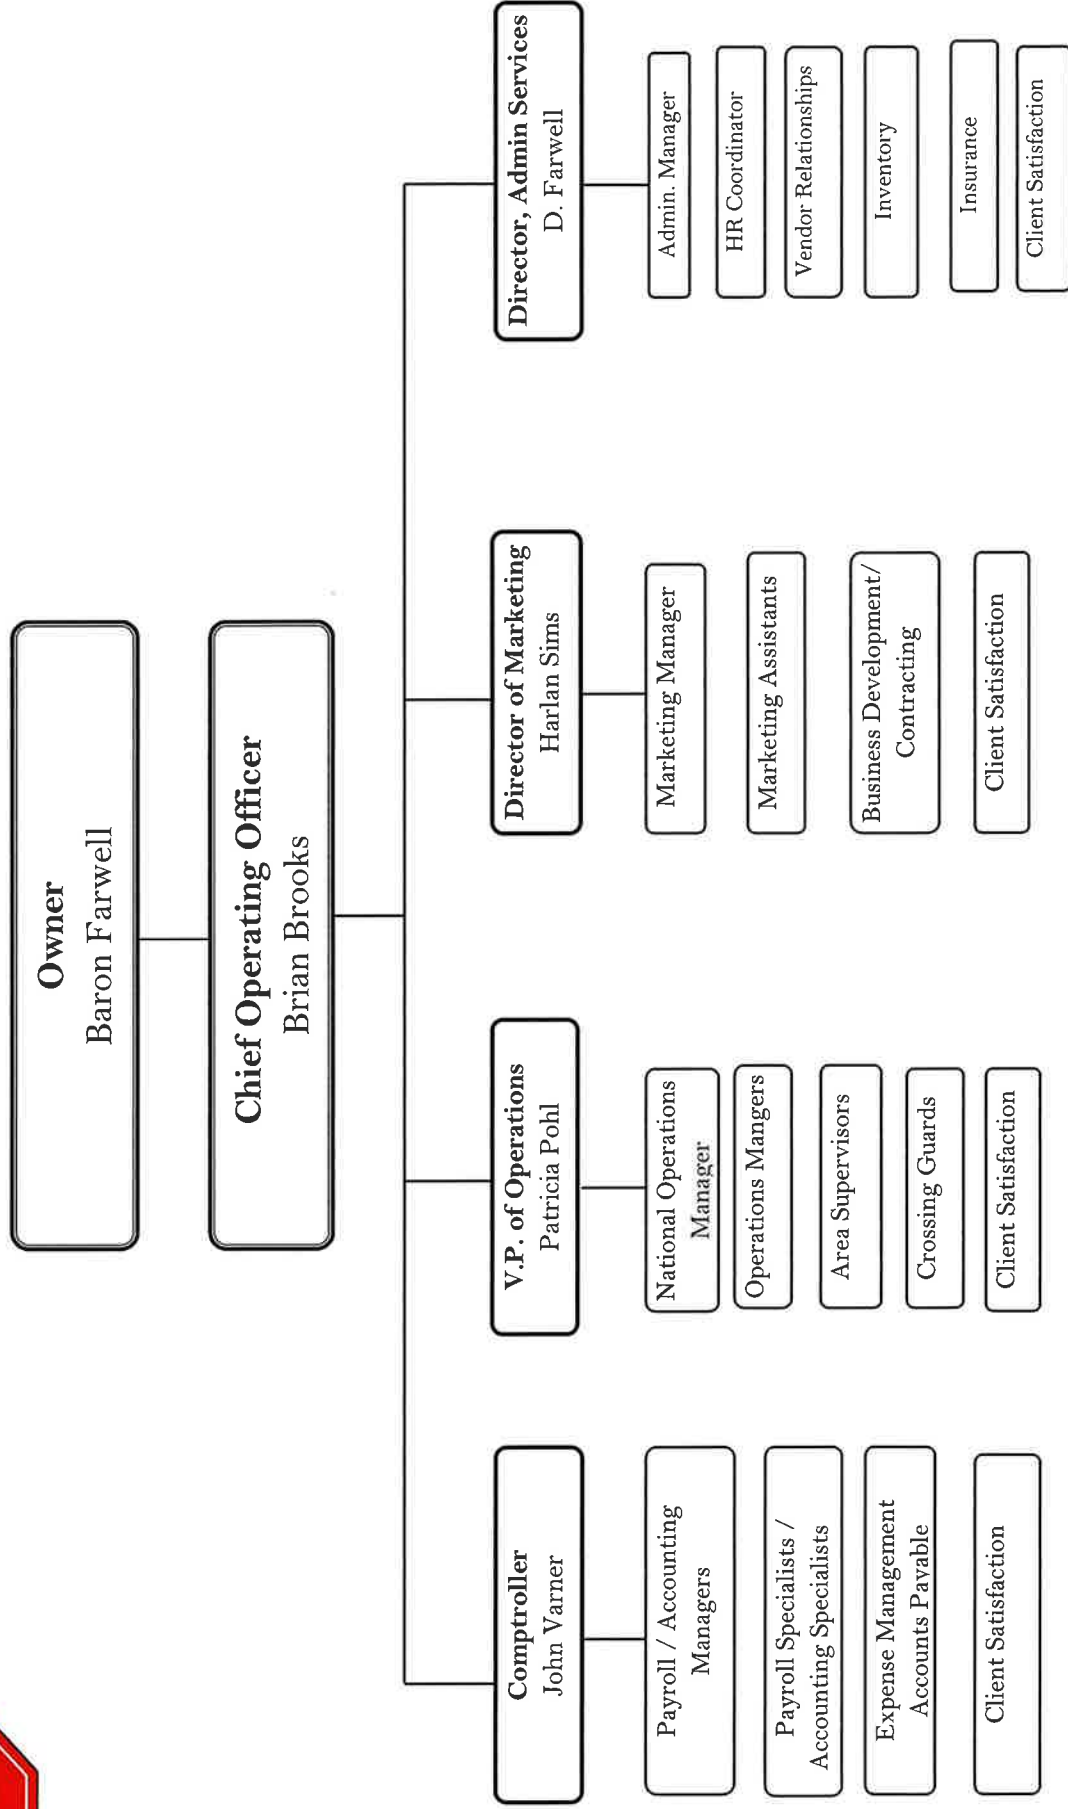 Owner
Baron Farwell
Chief Operating Officer
Brian Brooks
Comptroller
John Varner
Payroll / Accounting
Managers
Payroll Specialists /
Accounting Specialists
Expense Management
Accounts Payable
Client Satisfaction
V.P. of Operations
Patricia Pohl
National Operations
Manager
Operations Mangers
Area Supervisors
Crossing Guards
Client Satisfaction
Director of Marketing
Harlan Sims
Marketing Manager
Marketing Assistants
Business Development/
Contracting
Client Satisfaction
Director, Admin Services
D. Farwell
Admin. Manager
HR Coordinator
Vendor Relationships
Inventory
Insurance
Client Satisfaction